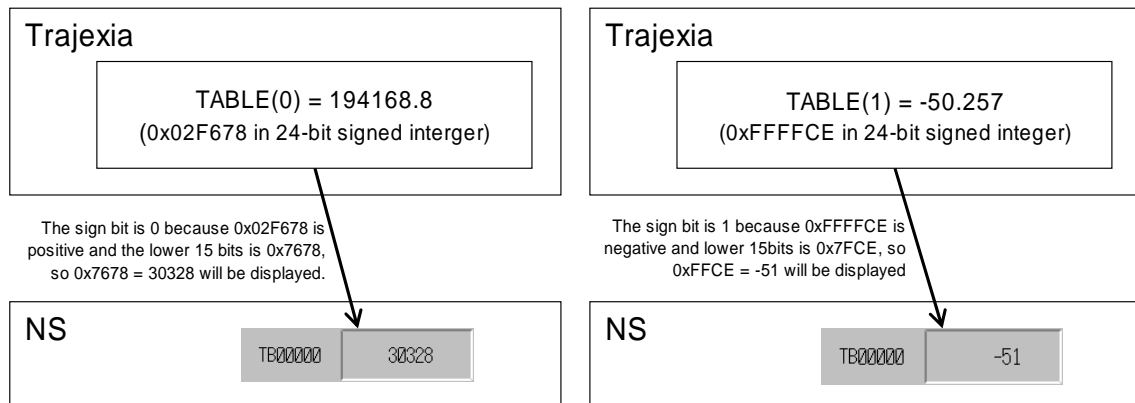 Trajexia
TABLE(0) = 194168.8
(0x02F678 in 24-bit signed interger)
The sign bit is 0 because 0x02F678 is
positive and the lower 15 bits is 0x7678,
so 0x7678 = 30328 will be displayed.
NS
TB00000
30328
Trajexia
TABLE(1) = -50.257
(0xFFFFCE in 24-bit signed integer)
The sign bit is 1 because 0xFFFFCE is
negative and lower 15bits is 0x7FCE, so
0xFFCE = -51 will be displayed
NS
TB00000
-51